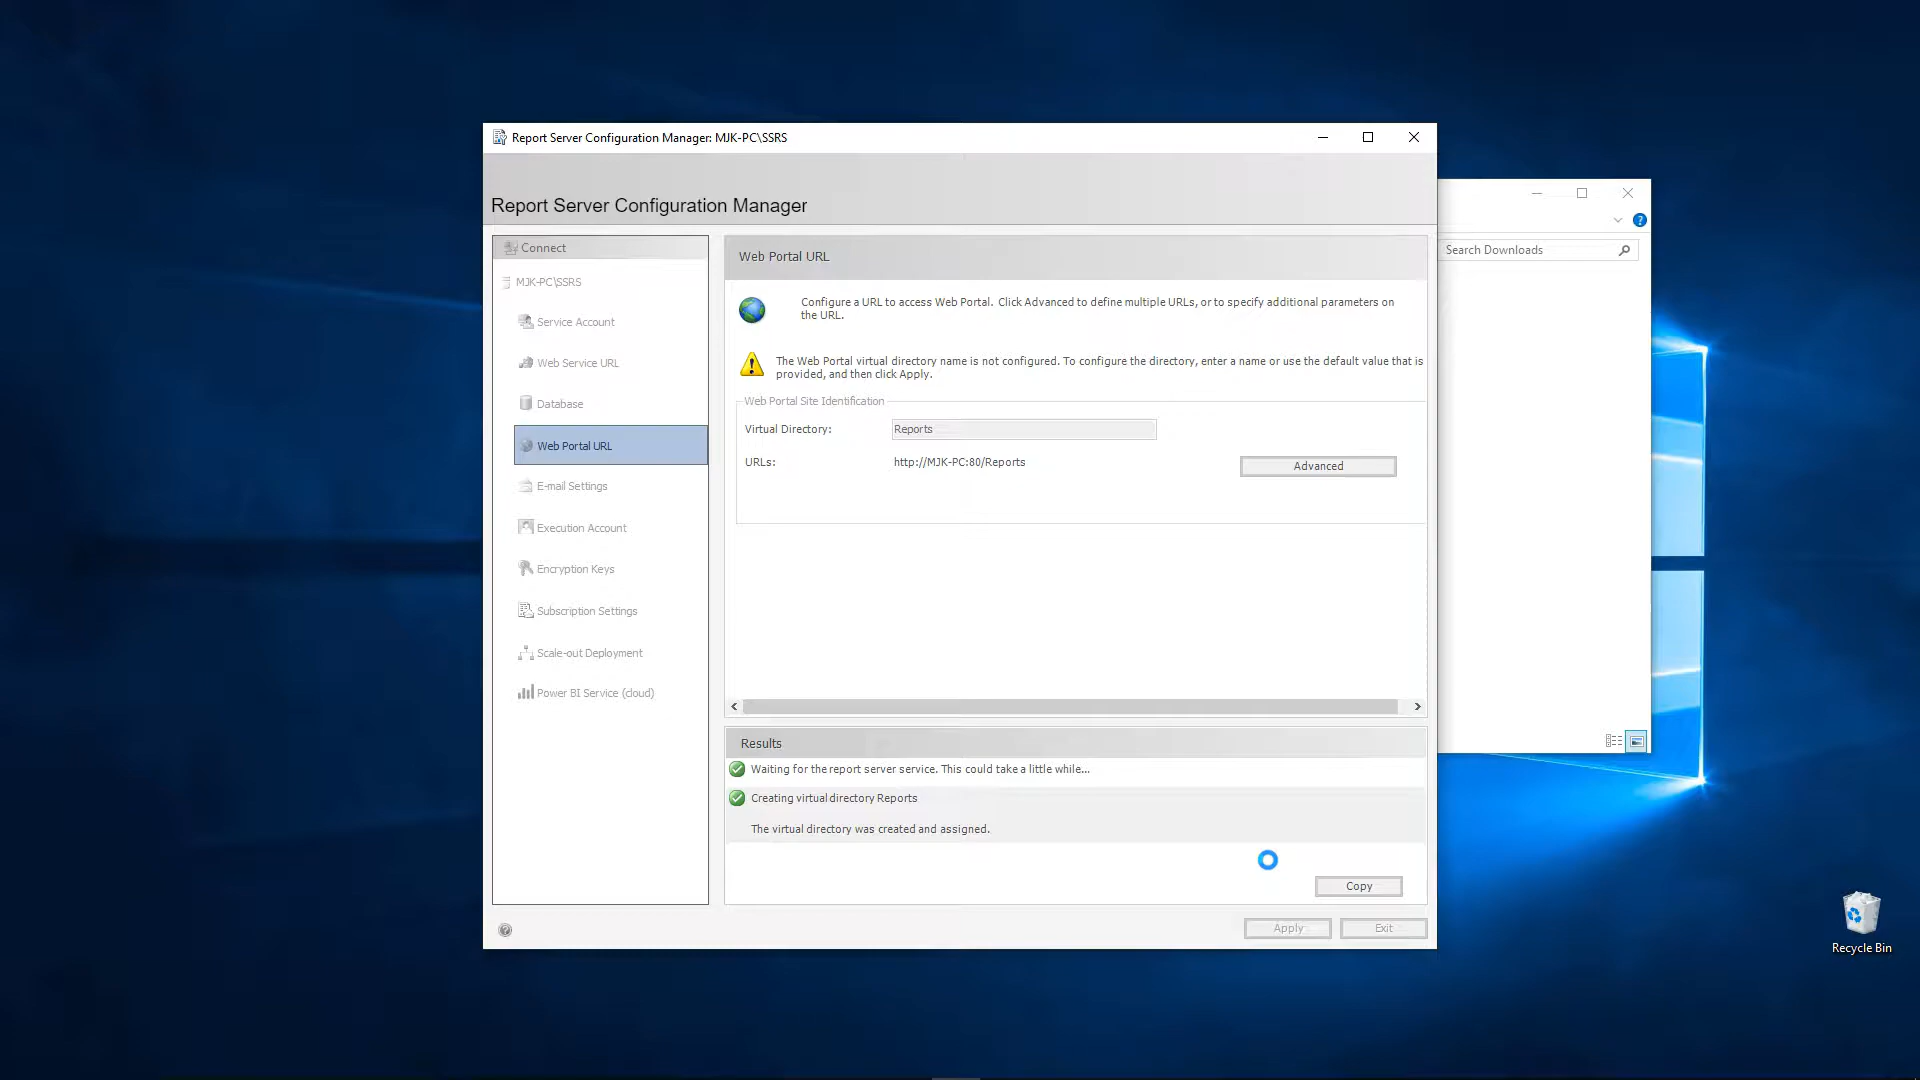 Report Server Configuration Manager: MJK-PC\SSRS
Report Server Configuration Manager
Connect
MJK-PC\SSRS
Service Account
Web Service URL
Database
Web Portal URL
E-mail Settings
Execution Account
Encryption Keys
Subscription Settings
Scale-out Deployment
Power BI Service (cloud)
Web Portal URL
Configure a URL to access Web Portal. Click Advanced to define multiple URLs, or to specify additional parameters on
the URL.
The Web Portal virtual directory name is not configured. To configure the directory, enter a name or use the default value that is
provided, and then click Apply.
Web Portal Site Identification
Virtual Directory: Reports
URLs: http://MJK-PC:80/Reports
Advanced
Results
Waiting for the report server service. This could take a little while...
Creating virtual directory Reports
The virtual directory was created and assigned.
Copy
Apply
Exit
Search Downloads
Recycle Bin